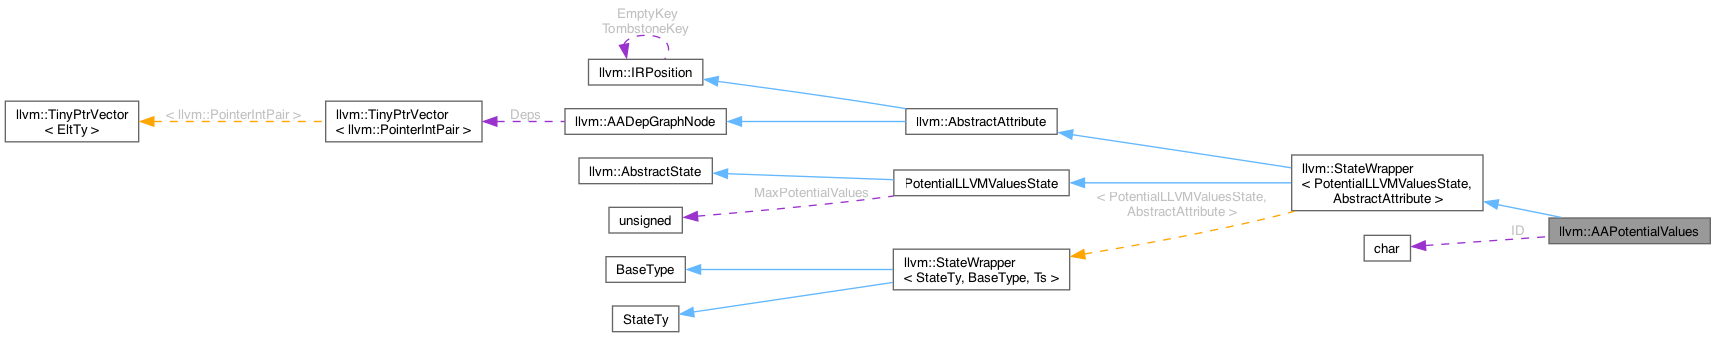 EmptyKey
TombstoneKey
llvm::IRPosition
llvm::TinyPtrVector
< EltTy >
< llvm::PointerIntPair >
llvm::TinyPtrVector
< llvm::PointerIntPair >
Deps
llvm::AADepGraphNode
llvm::AbstractAttribute
llvm::AbstractState
MaxPotentialValues
PotentialLLVMValuesState
unsigned
< PotentialLLVMValuesState,
AbstractAttribute >
llvm::StateWrapper
< PotentialLLVMValuesState,
AbstractAttribute >
ID
llvm::AAPotentialValues
char
BaseType
llvm::StateWrapper
< StateTy, BaseType, Ts >
StateTy